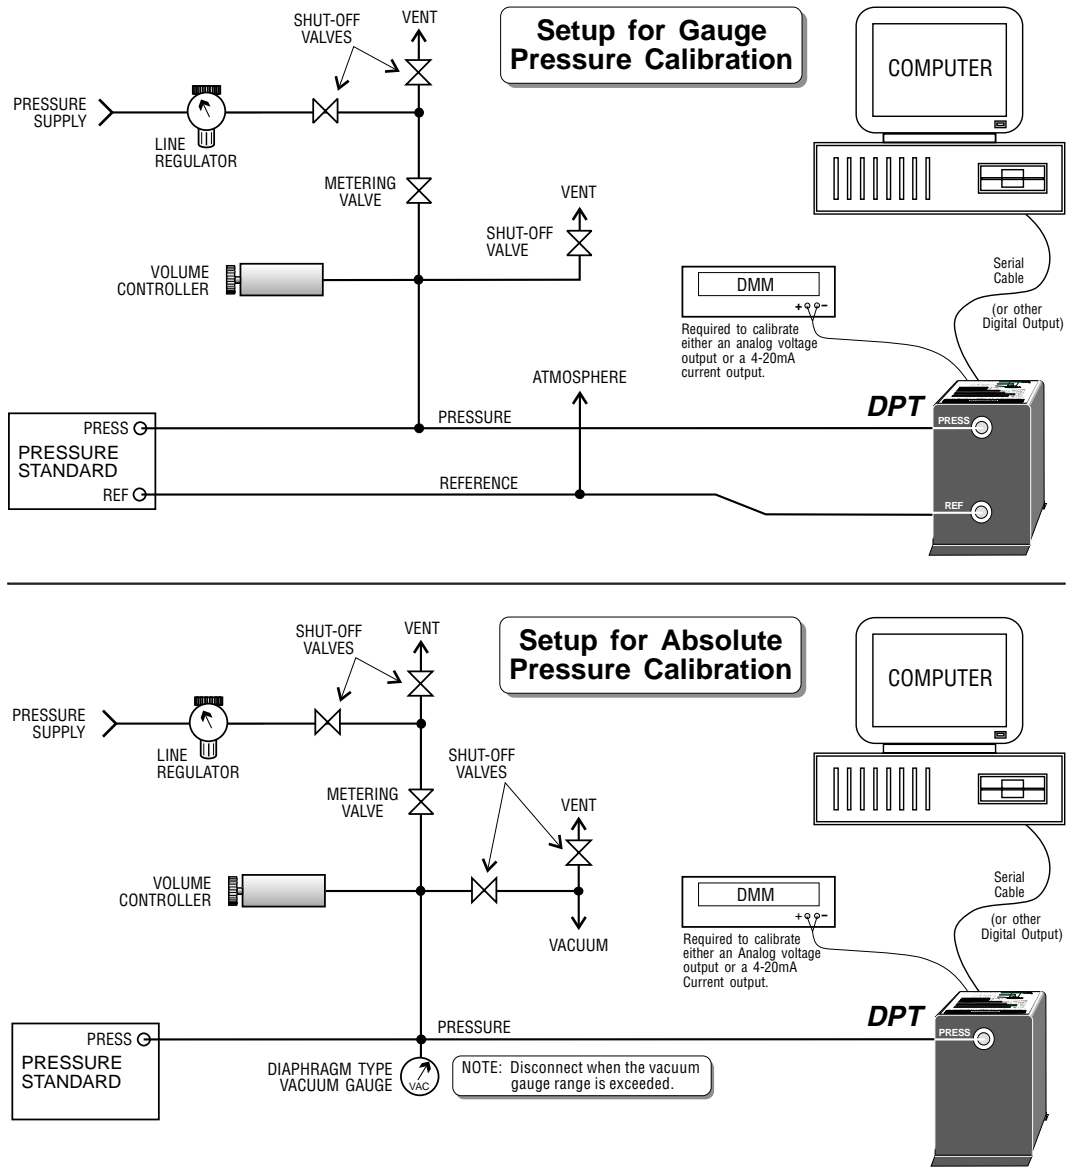 SHUT-OFF
VALVES
VENT
Setup for Gauge
Pressure Calibration
COMPUTER
PRESSURE
SUPPLY
LINE
REGULATOR
METERING
VALVE
VENT
SHUT-OFF
VALVE
VOLUME
CONTROLLER
DMM
+ -
Serial
Cable
(or other
Digital Output)
Required to calibrate
either an analog voltage
output or a 4-20mA
current output.
ATMOSPHERE
DPT
PRESS
PRESSURE
PRESS
PRESSURE
STANDARD
REF
REFERENCE
REF
SHUT-OFF
VALVES
VENT
Setup for Absolute
Pressure Calibration
COMPUTER
PRESSURE
SUPPLY
LINE
REGULATOR
SHUT-OFF
VALVES
METERING
VALVE
VENT
VOLUME
CONTROLLER
VACUUM
DMM
+ -
Serial
Cable
(or other
Digital Output)
Required to calibrate
either an Analog voltage
output or a 4-20mA
Current output.
DPT
PRESS
PRESSURE
PRESS
PRESSURE
STANDARD
DIAPHRAGM TYPE
VACUUM GAUGE
VAC
NOTE: Disconnect when the vacuum
gauge range is exceeded.